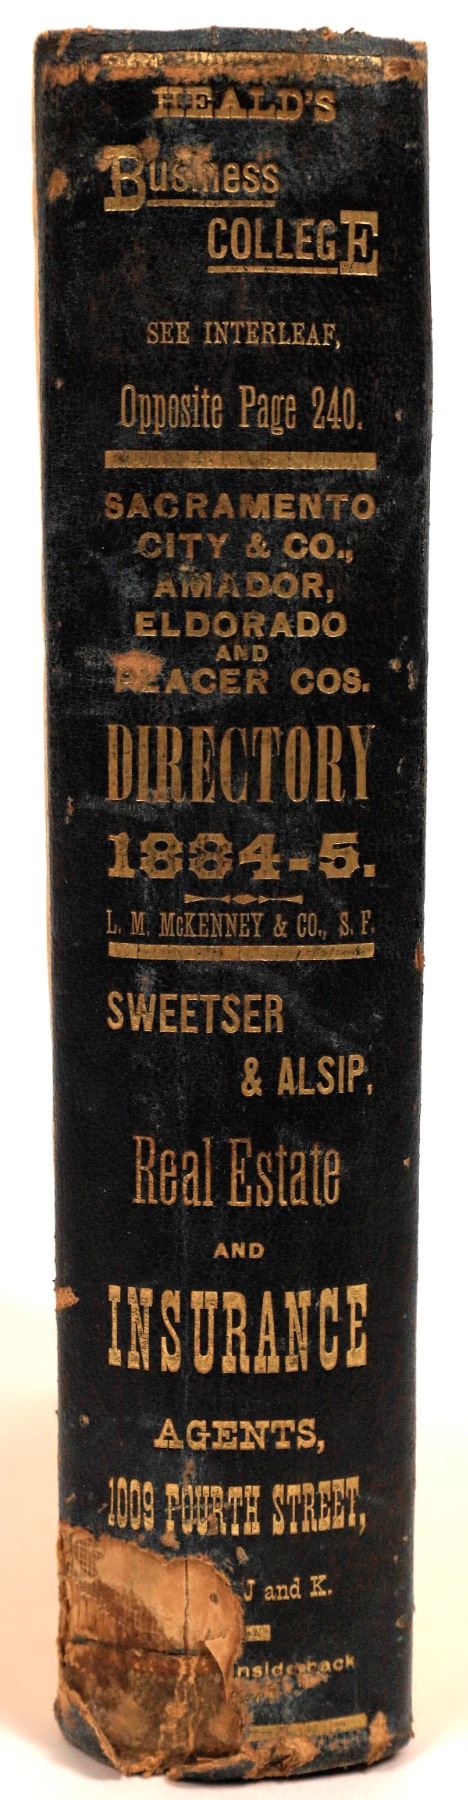 HEALD'S
Business
COLLEGE
SEE INTERLEAF,
Opposite Page 240.
SACRAMENTO
CITY & CO.,
AMADOR,
ELDORADO
AND
PLACER COS.
DIRECTORY
1884-5.
L. M. McKENNEY & CO., S. F.
SWEETSER
& ALSIP,
Real Estate
AND
INSURANCE
AGENTS,
1009 FOURTH STREET,
J and K.
inside back